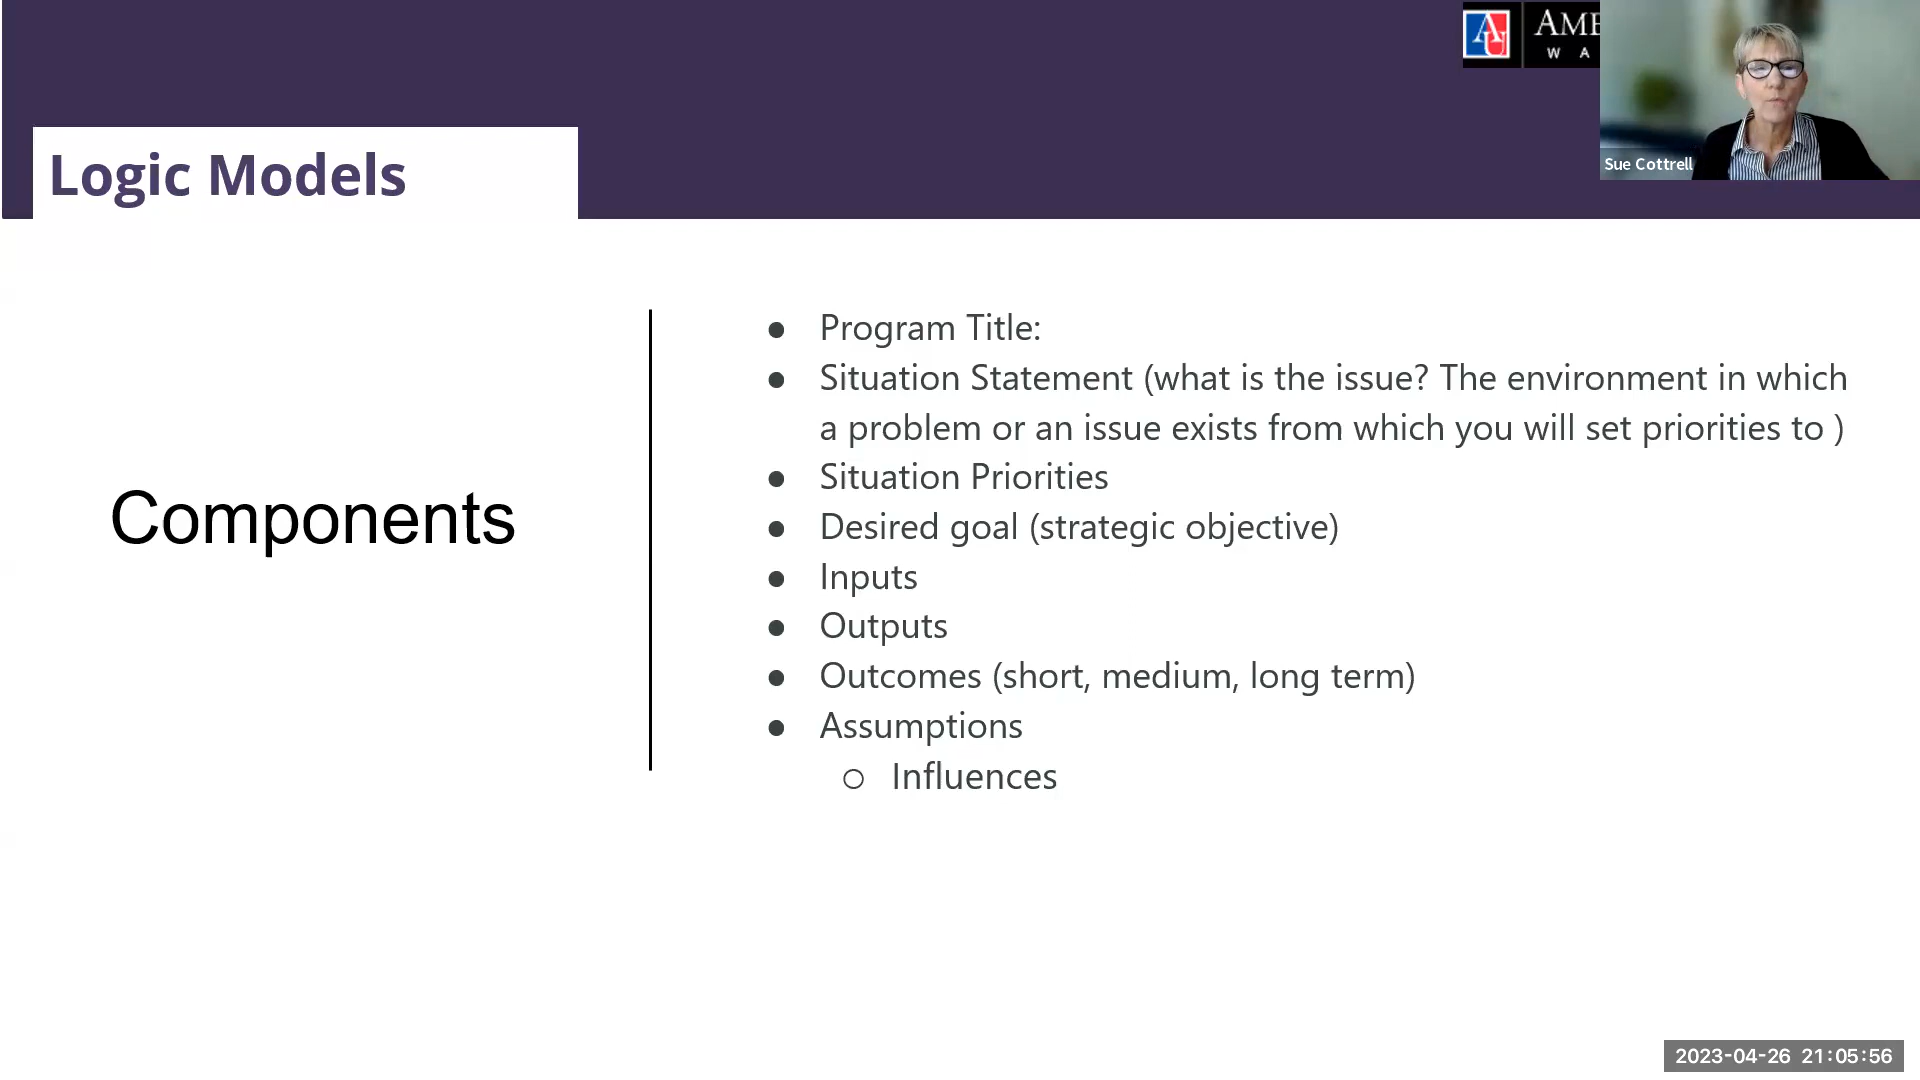 AU
AME
W A
Sue Cottrell
Logic Models
Components
● Program Title:
● Situation Statement (what is the issue? The environment in which
a problem or an issue exists from which you will set priorities to )
● Situation Priorities
● Desired goal (strategic objective)
● Inputs
● Outputs
● Outcomes (short, medium, long term)
● Assumptions
○ Influences
2023-04-26 21:05:56